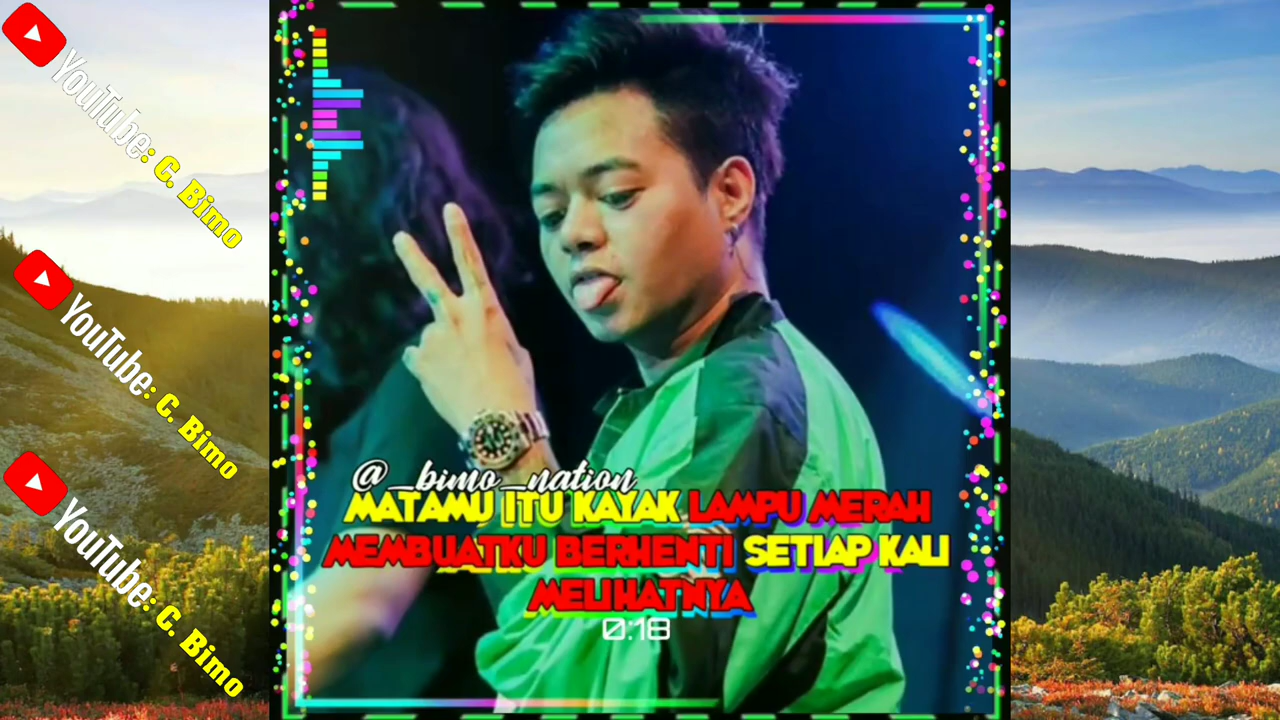 YouTube: C. Bimo
YouTube: C. Bimo
YouTube: C. Bimo
@_bimo_nation
MATAMU ITU KAYAK LAMPU MERAH
MEMBUATKU BERHENTI SETIAP KALI
MELIHATNYA
0:18